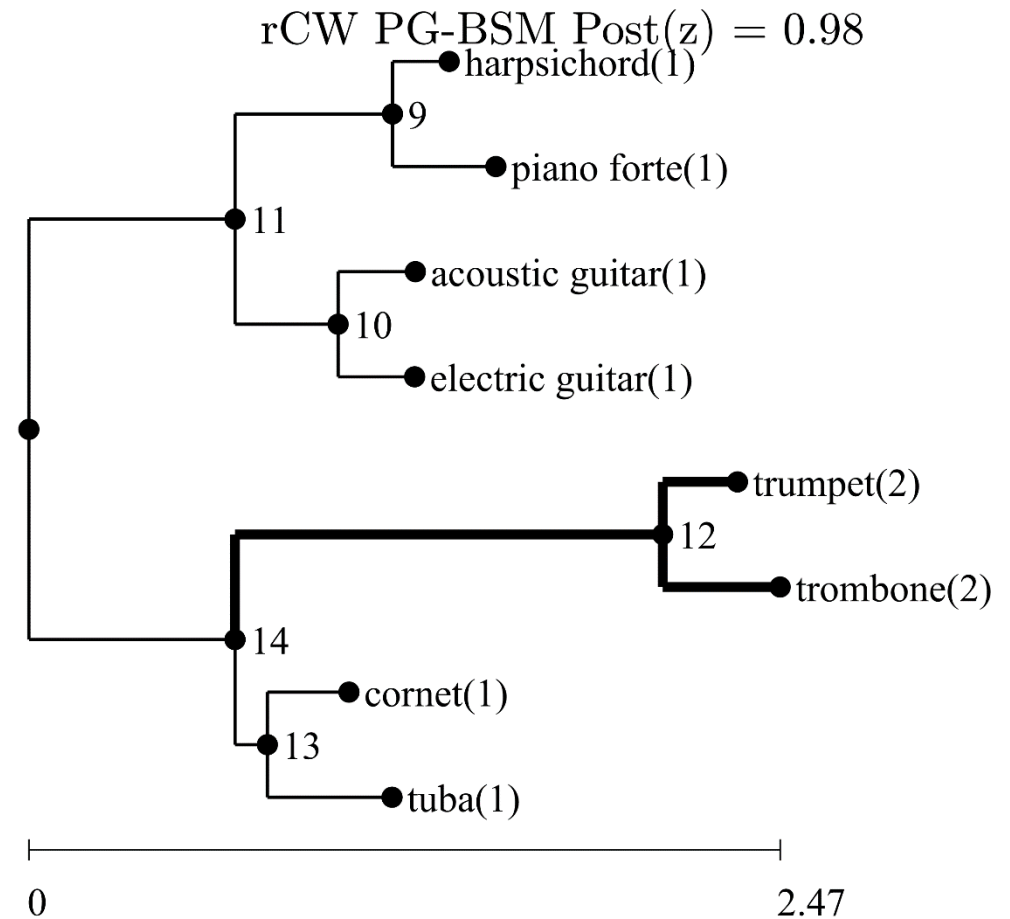 rCW PG-BSM Post(z) = 0.98
harpsichord(1)
9
piano forte(1)
11
acoustic guitar(1)
10
electric guitar(1)
trumpet(2)
12
trombone(2)
14
cornet(1)
13
tuba(1)
0 2.47